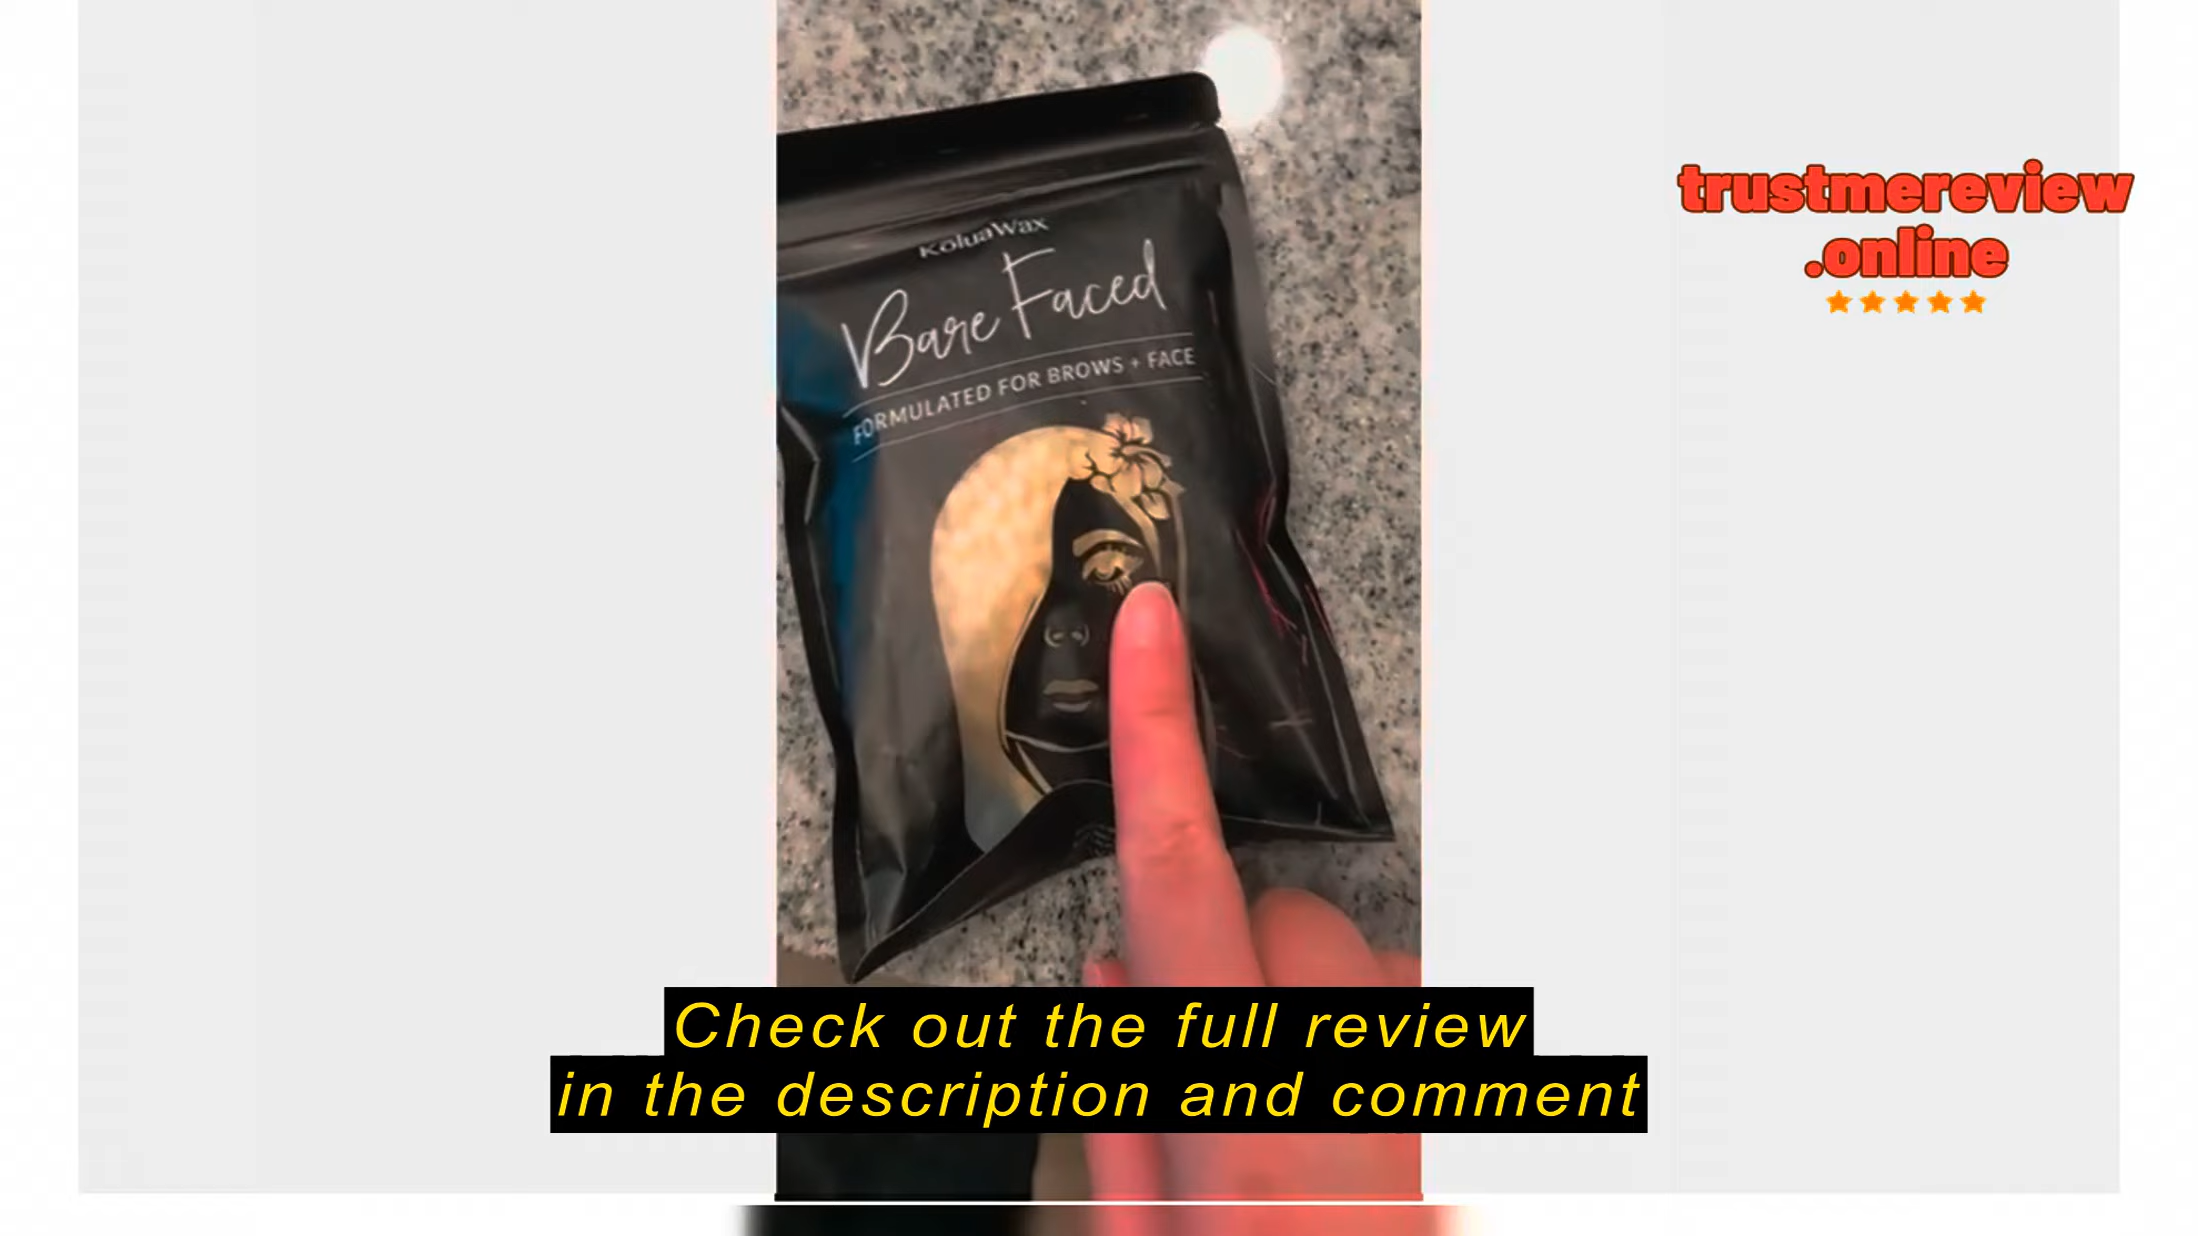 trustmereview
.online
KoluaWax
Bare Faced
FORMULATED FOR BROWS + FACE
Check out the full review
in the description and comment